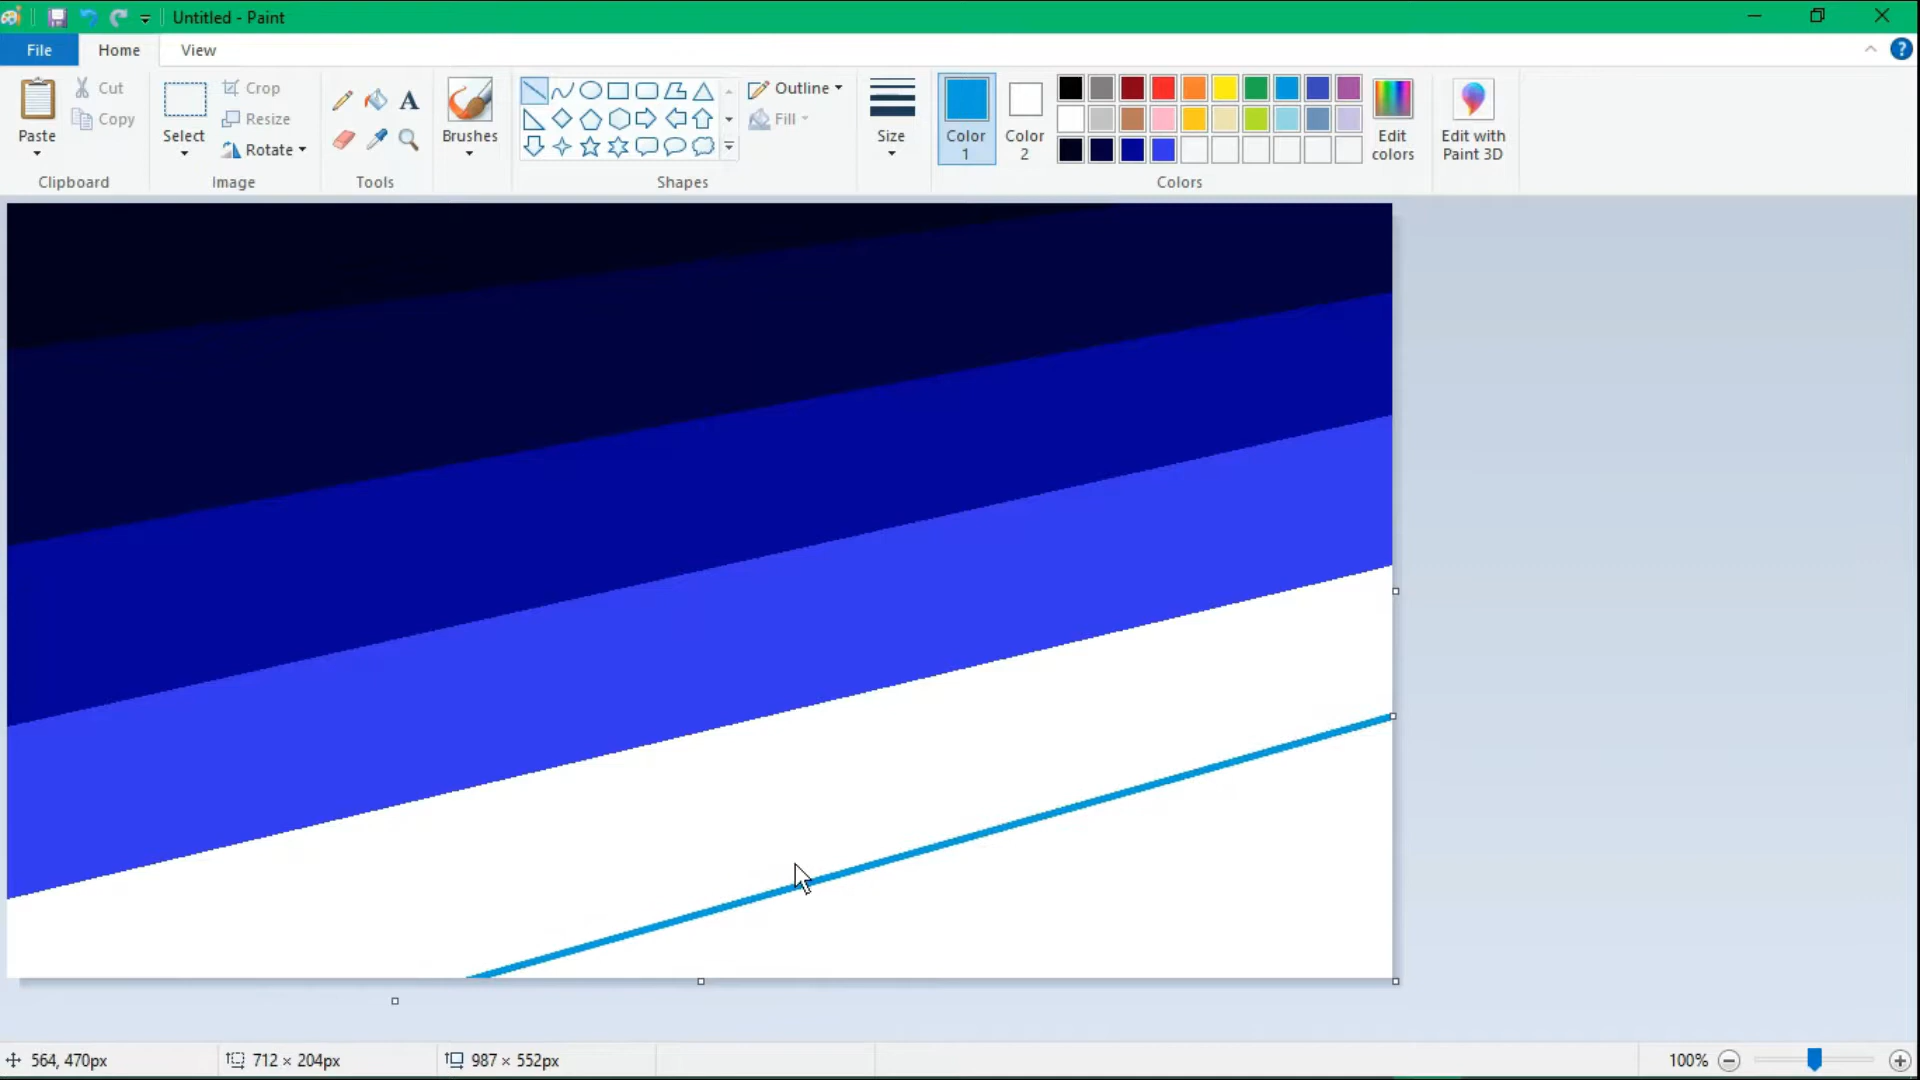 Untitled - Paint
File Home View
Paste Cut Copy
Select Crop Resize Rotate
A
Brushes
Outline Fill
Size
Color 1
Color 2
Edit colors
Edit with Paint 3D
Clipboard Image Tools Shapes Colors
564, 470px 712 × 204px 987 × 552px 100%